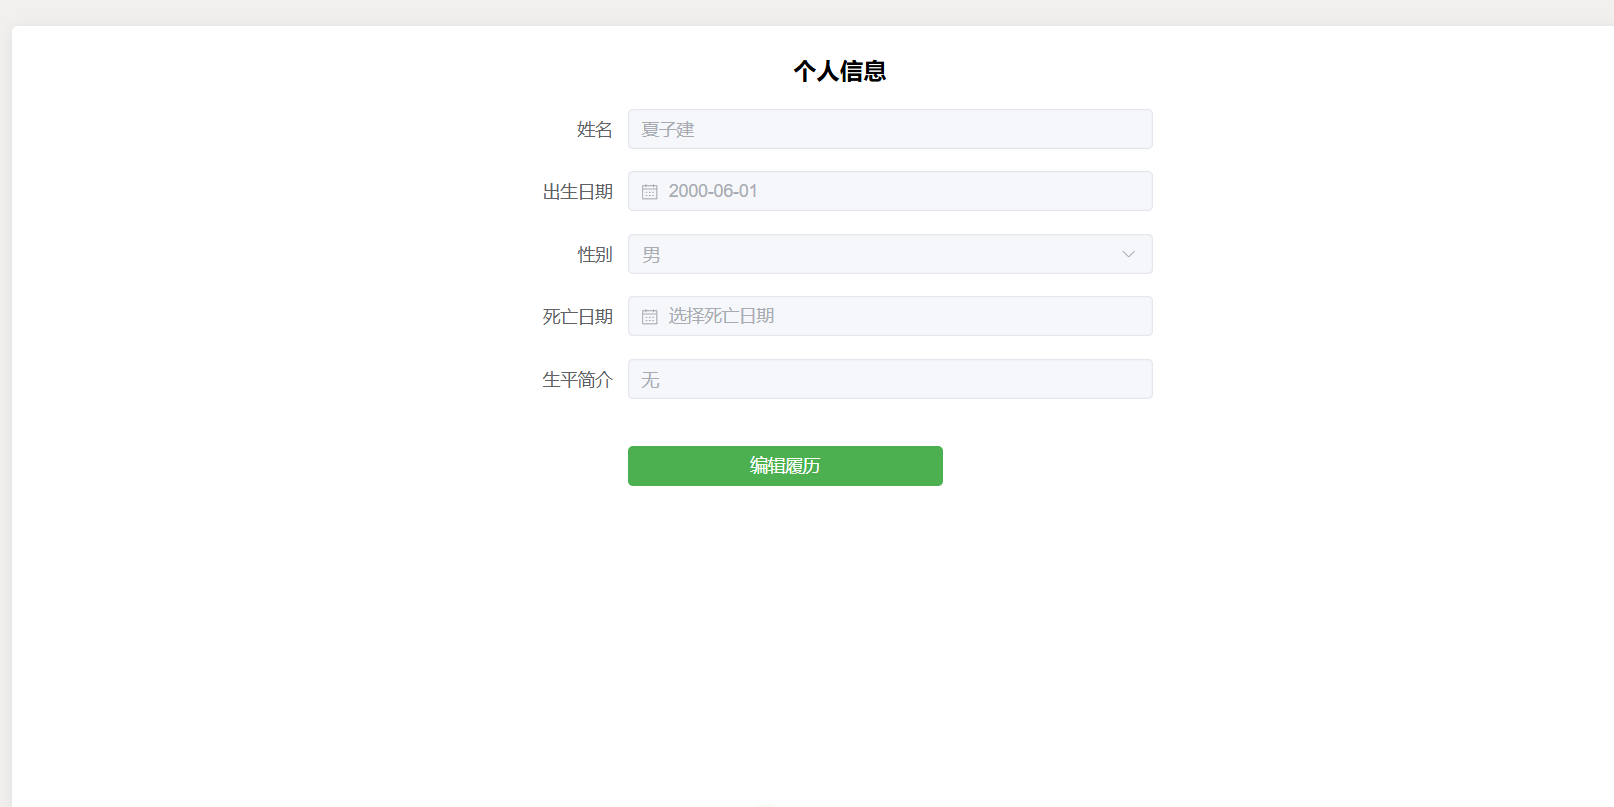 个人信息
姓名 夏子建
出生日期 2000-06-01
性别 男
死亡日期 选择死亡日期
生平简介 无
编辑履历